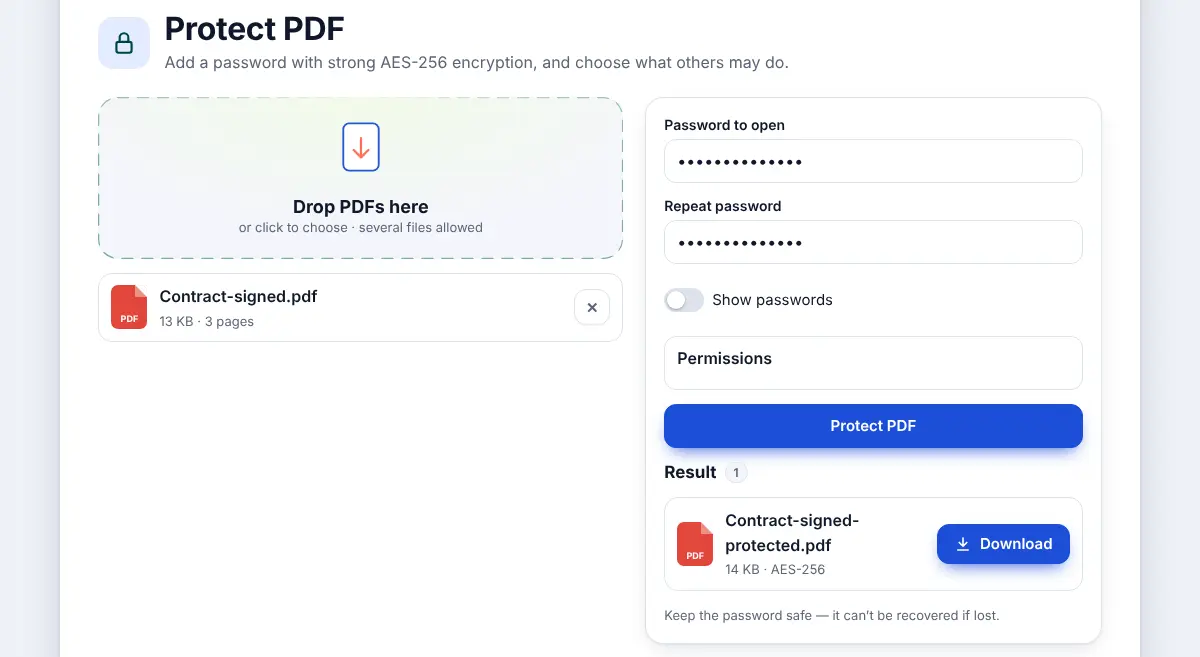 Protect PDF
Add a password with strong AES-256 encryption, and choose what others may do.
Drop PDFs here
or click to choose · several files allowed
PDF
Contract-signed.pdf
13 KB · 3 pages
Password to open
••••••••••••••
Repeat password
••••••••••••••
Show passwords
Permissions
Protect PDF
Result 1
PDF
Contract-signed-
protected.pdf
14 KB · AES-256
Download
Keep the password safe — it can't be recovered if lost.